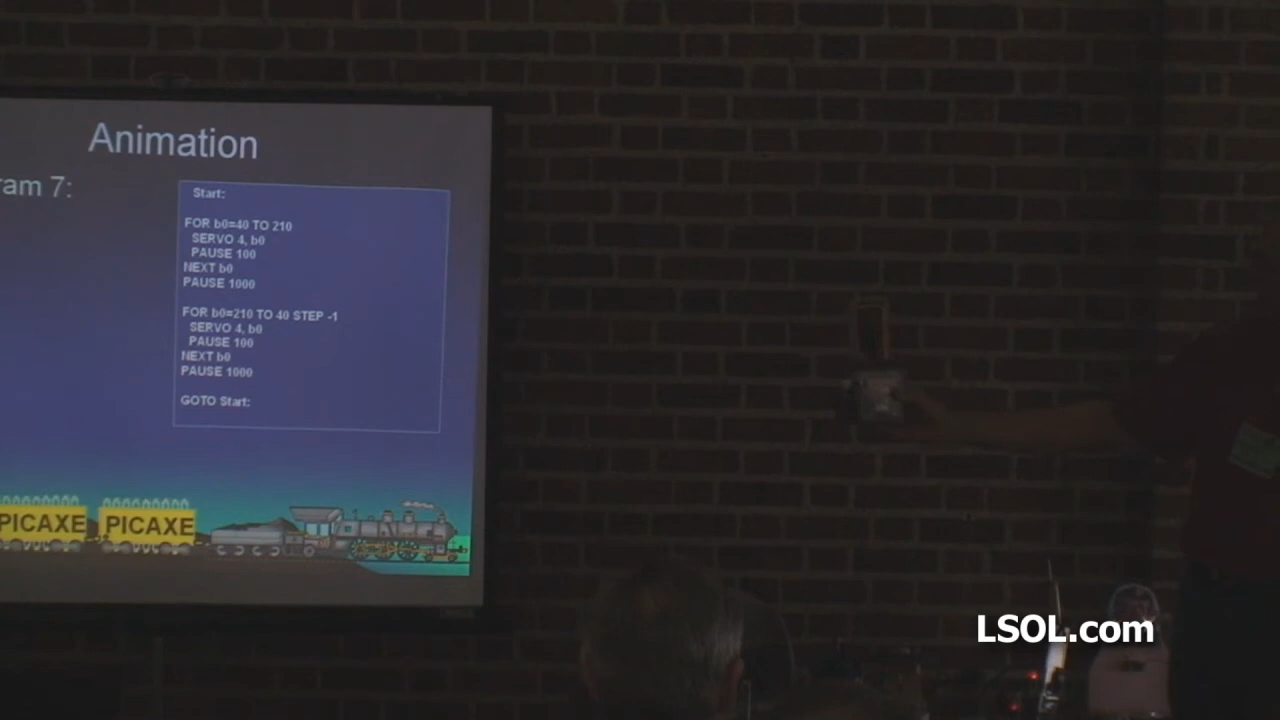 Animation
ram 7:
Start:
FOR b0=40 TO 210
SERVO 4, b0
PAUSE 100
NEXT b0
PAUSE 1000
FOR b0=210 TO 40 STEP -1
SERVO 4, b0
PAUSE 100
NEXT b0
PAUSE 1000
GOTO Start:
PICAXE PICAXE
LSOL.com